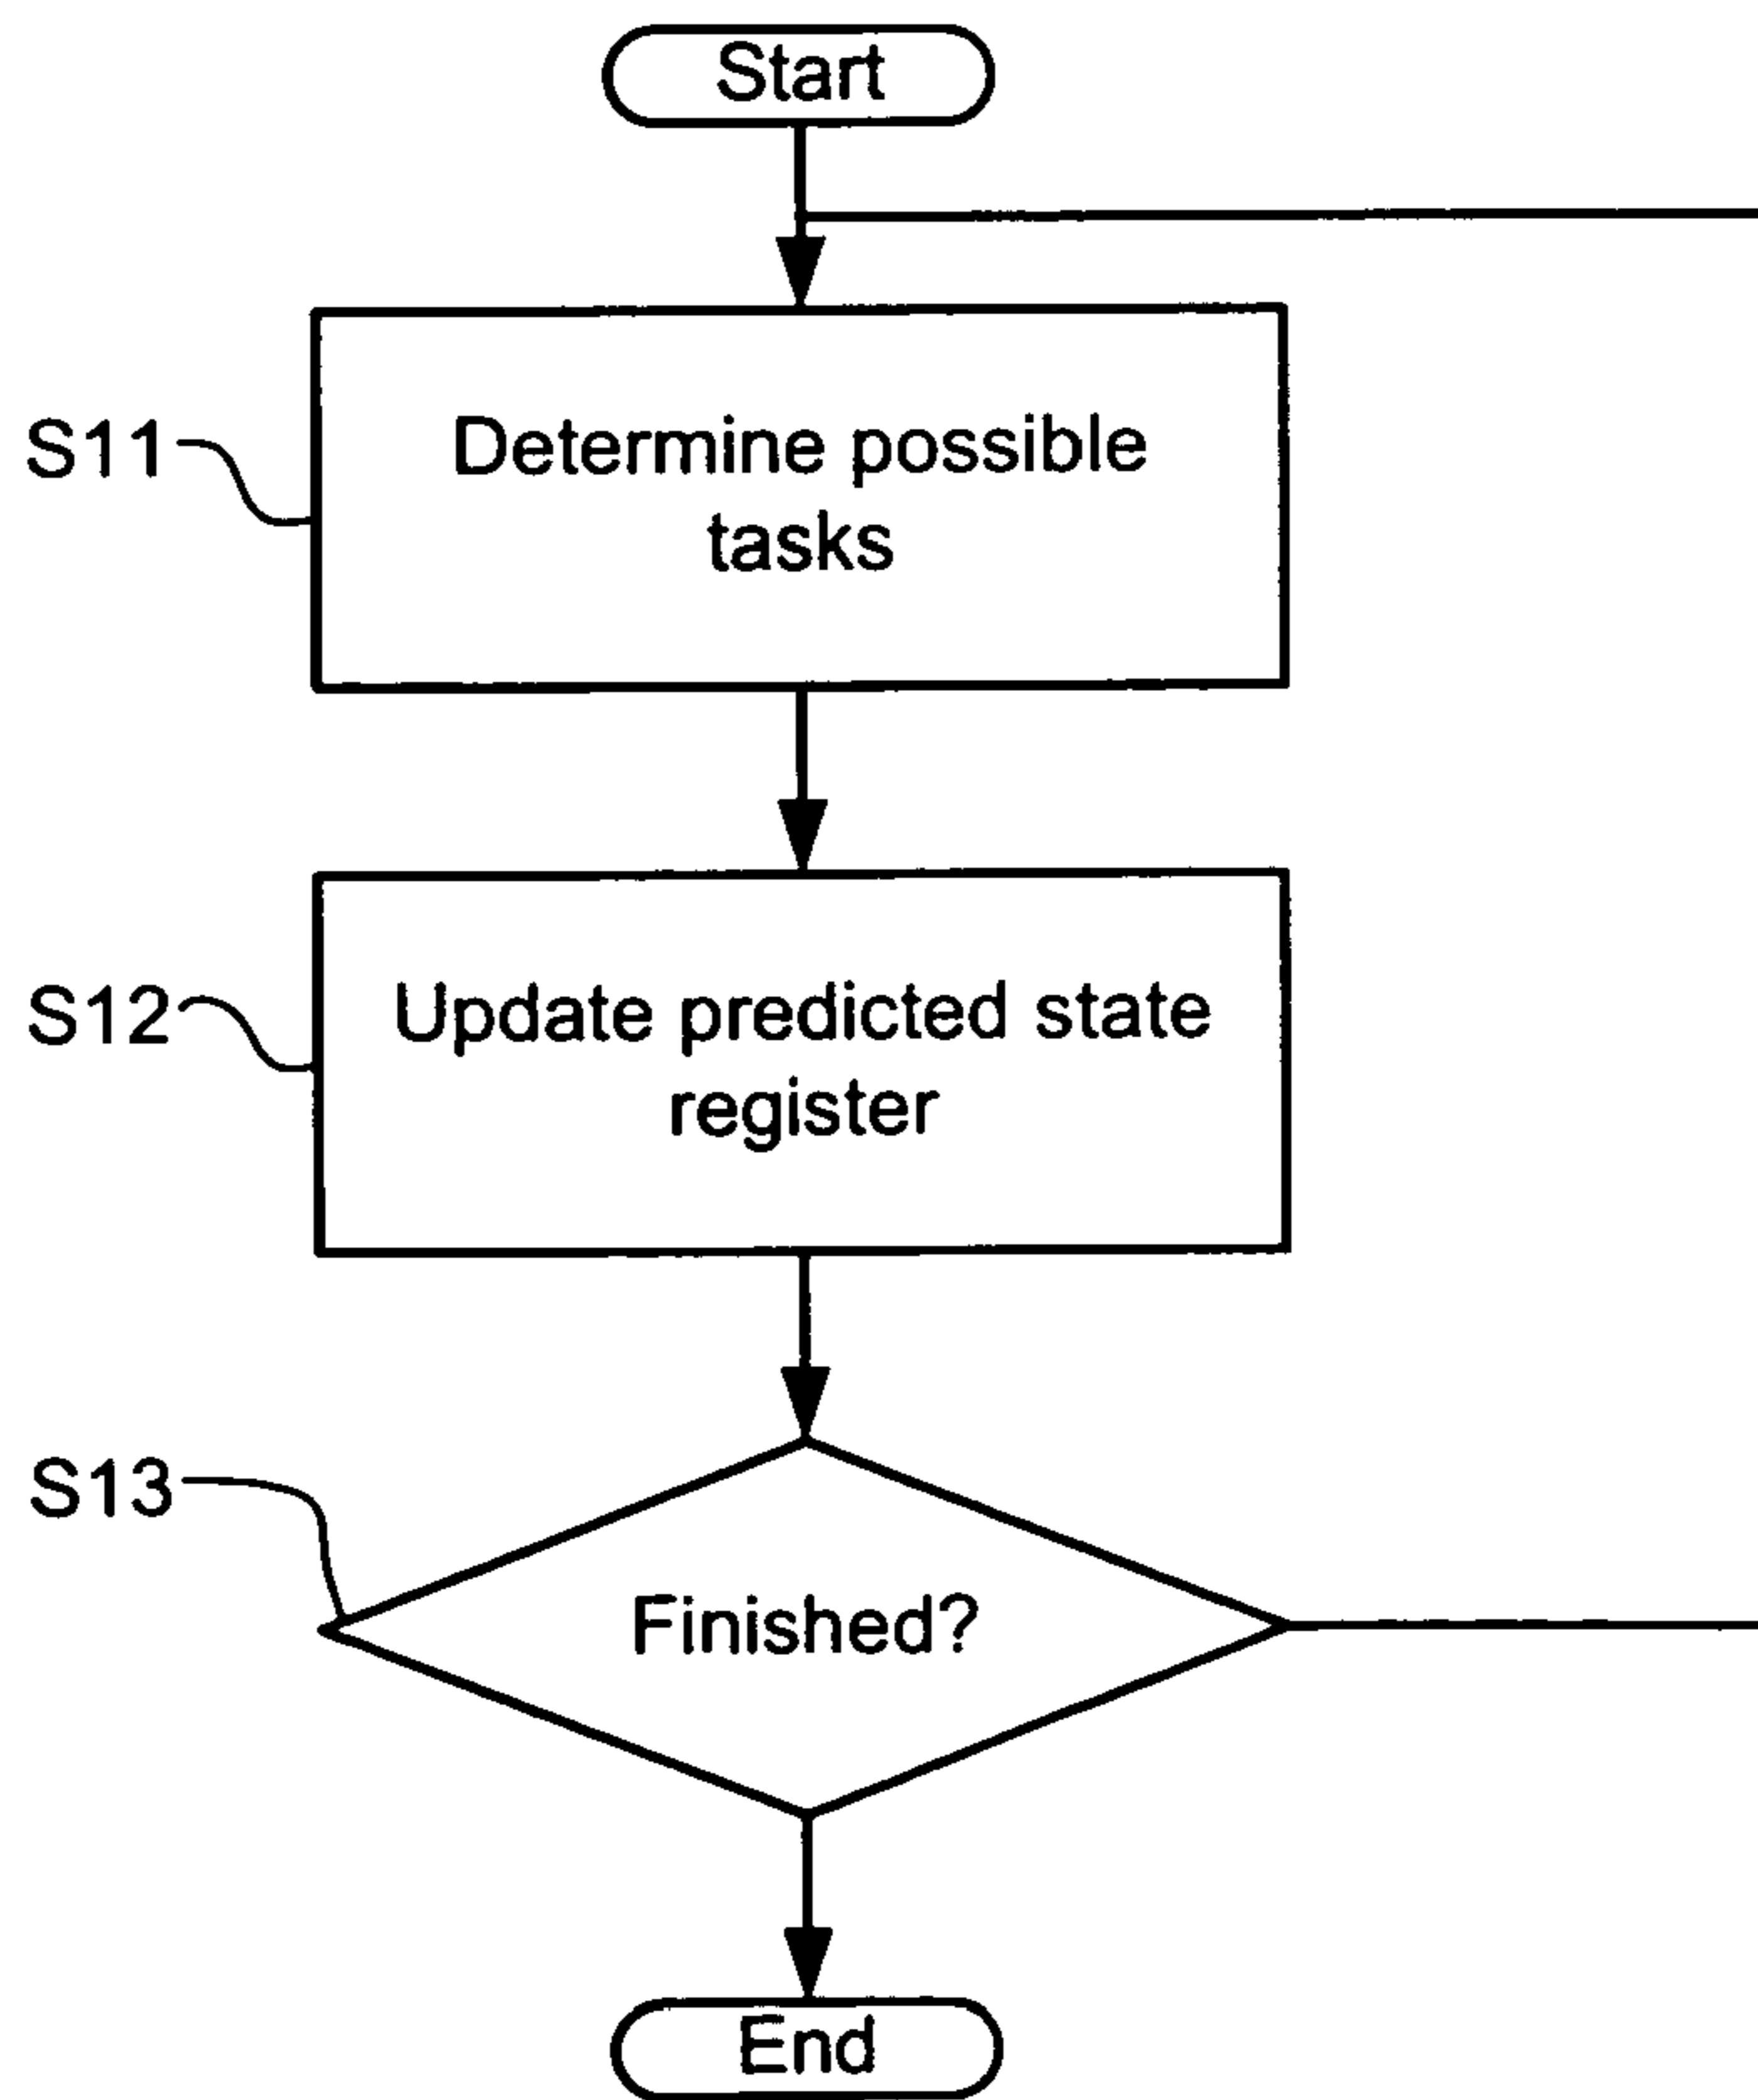 Start
S11
Determine possible
tasks
S12
Update predicted state
register
S13
Finished?
End